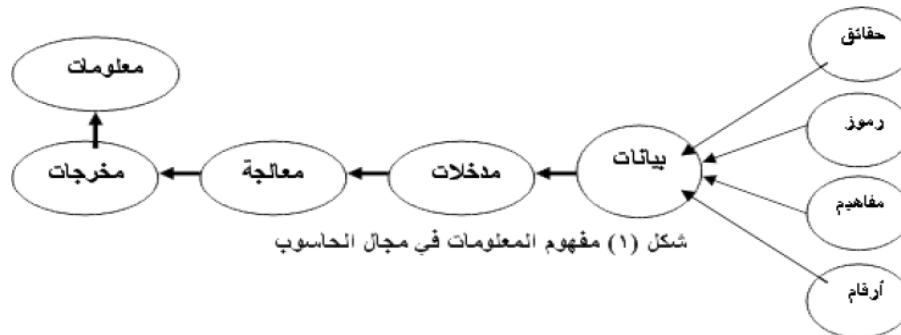 حقائق
رموز
مفاهيم
أرقام
بيانات
مدخلات
معالجة
مخرجات
معلومات
شكل (١) مفهوم المعلومات في مجال الحاسوب